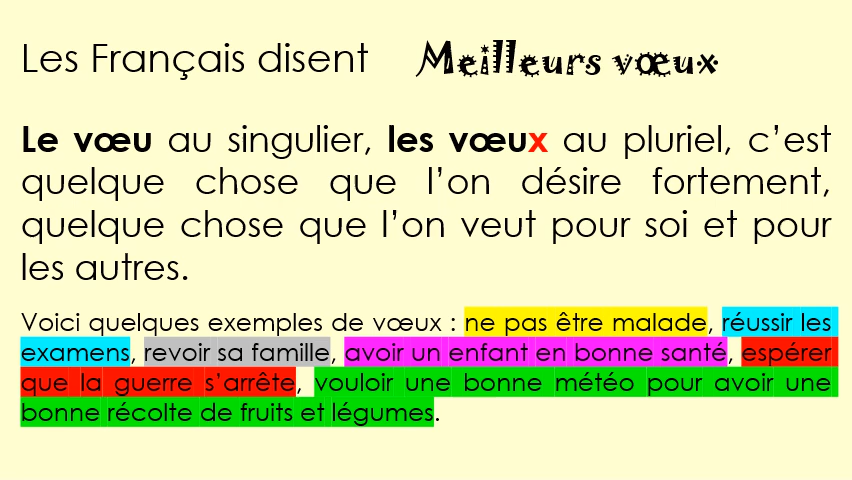 Les Français disent Meilleurs vœux
Le vœu au singulier, les vœux au pluriel, c’est
quelque chose que l’on désire fortement,
quelque chose que l’on veut pour soi et pour
les autres.
Voici quelques exemples de vœux : ne pas être malade, réussir les
examens, revoir sa famille, avoir un enfant en bonne santé, espérer
que la guerre s’arrête, vouloir une bonne météo pour avoir une
bonne récolte de fruits et légumes.